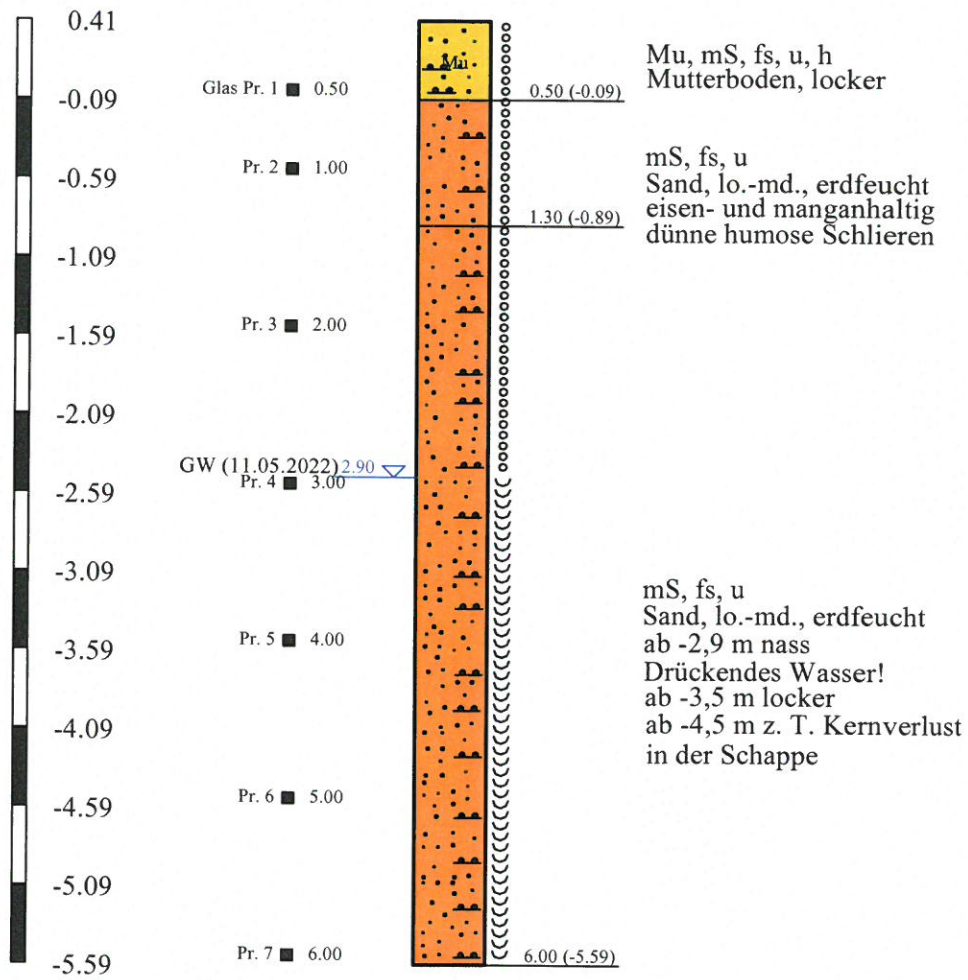 0.41
-0.09
-0.59
-1.09
-1.59
-2.09
-2.59
-3.09
-3.59
-4.09
-4.59
-5.09
-5.59
Glas Pr. 1 0.50
Pr. 2 1.00
Pr. 3 2.00
GW (11.05.2022) 2.90
Pr. 4 3.00
Pr. 5 4.00
Pr. 6 5.00
Pr. 7 6.00
Mu
0.50 (-0.09)
1.30 (-0.89)
6.00 (-5.59)
Mu, mS, fs, u, h
Mutterboden, locker
mS, fs, u
Sand, lo.-md., erdfeucht
eisen- und manganhaltig
dünne humose Schlieren
mS, fs, u
Sand, lo.-md., erdfeucht
ab -2,9 m nass
Drückendes Wasser!
ab -3,5 m locker
ab -4,5 m z. T. Kernverlust
in der Schappe